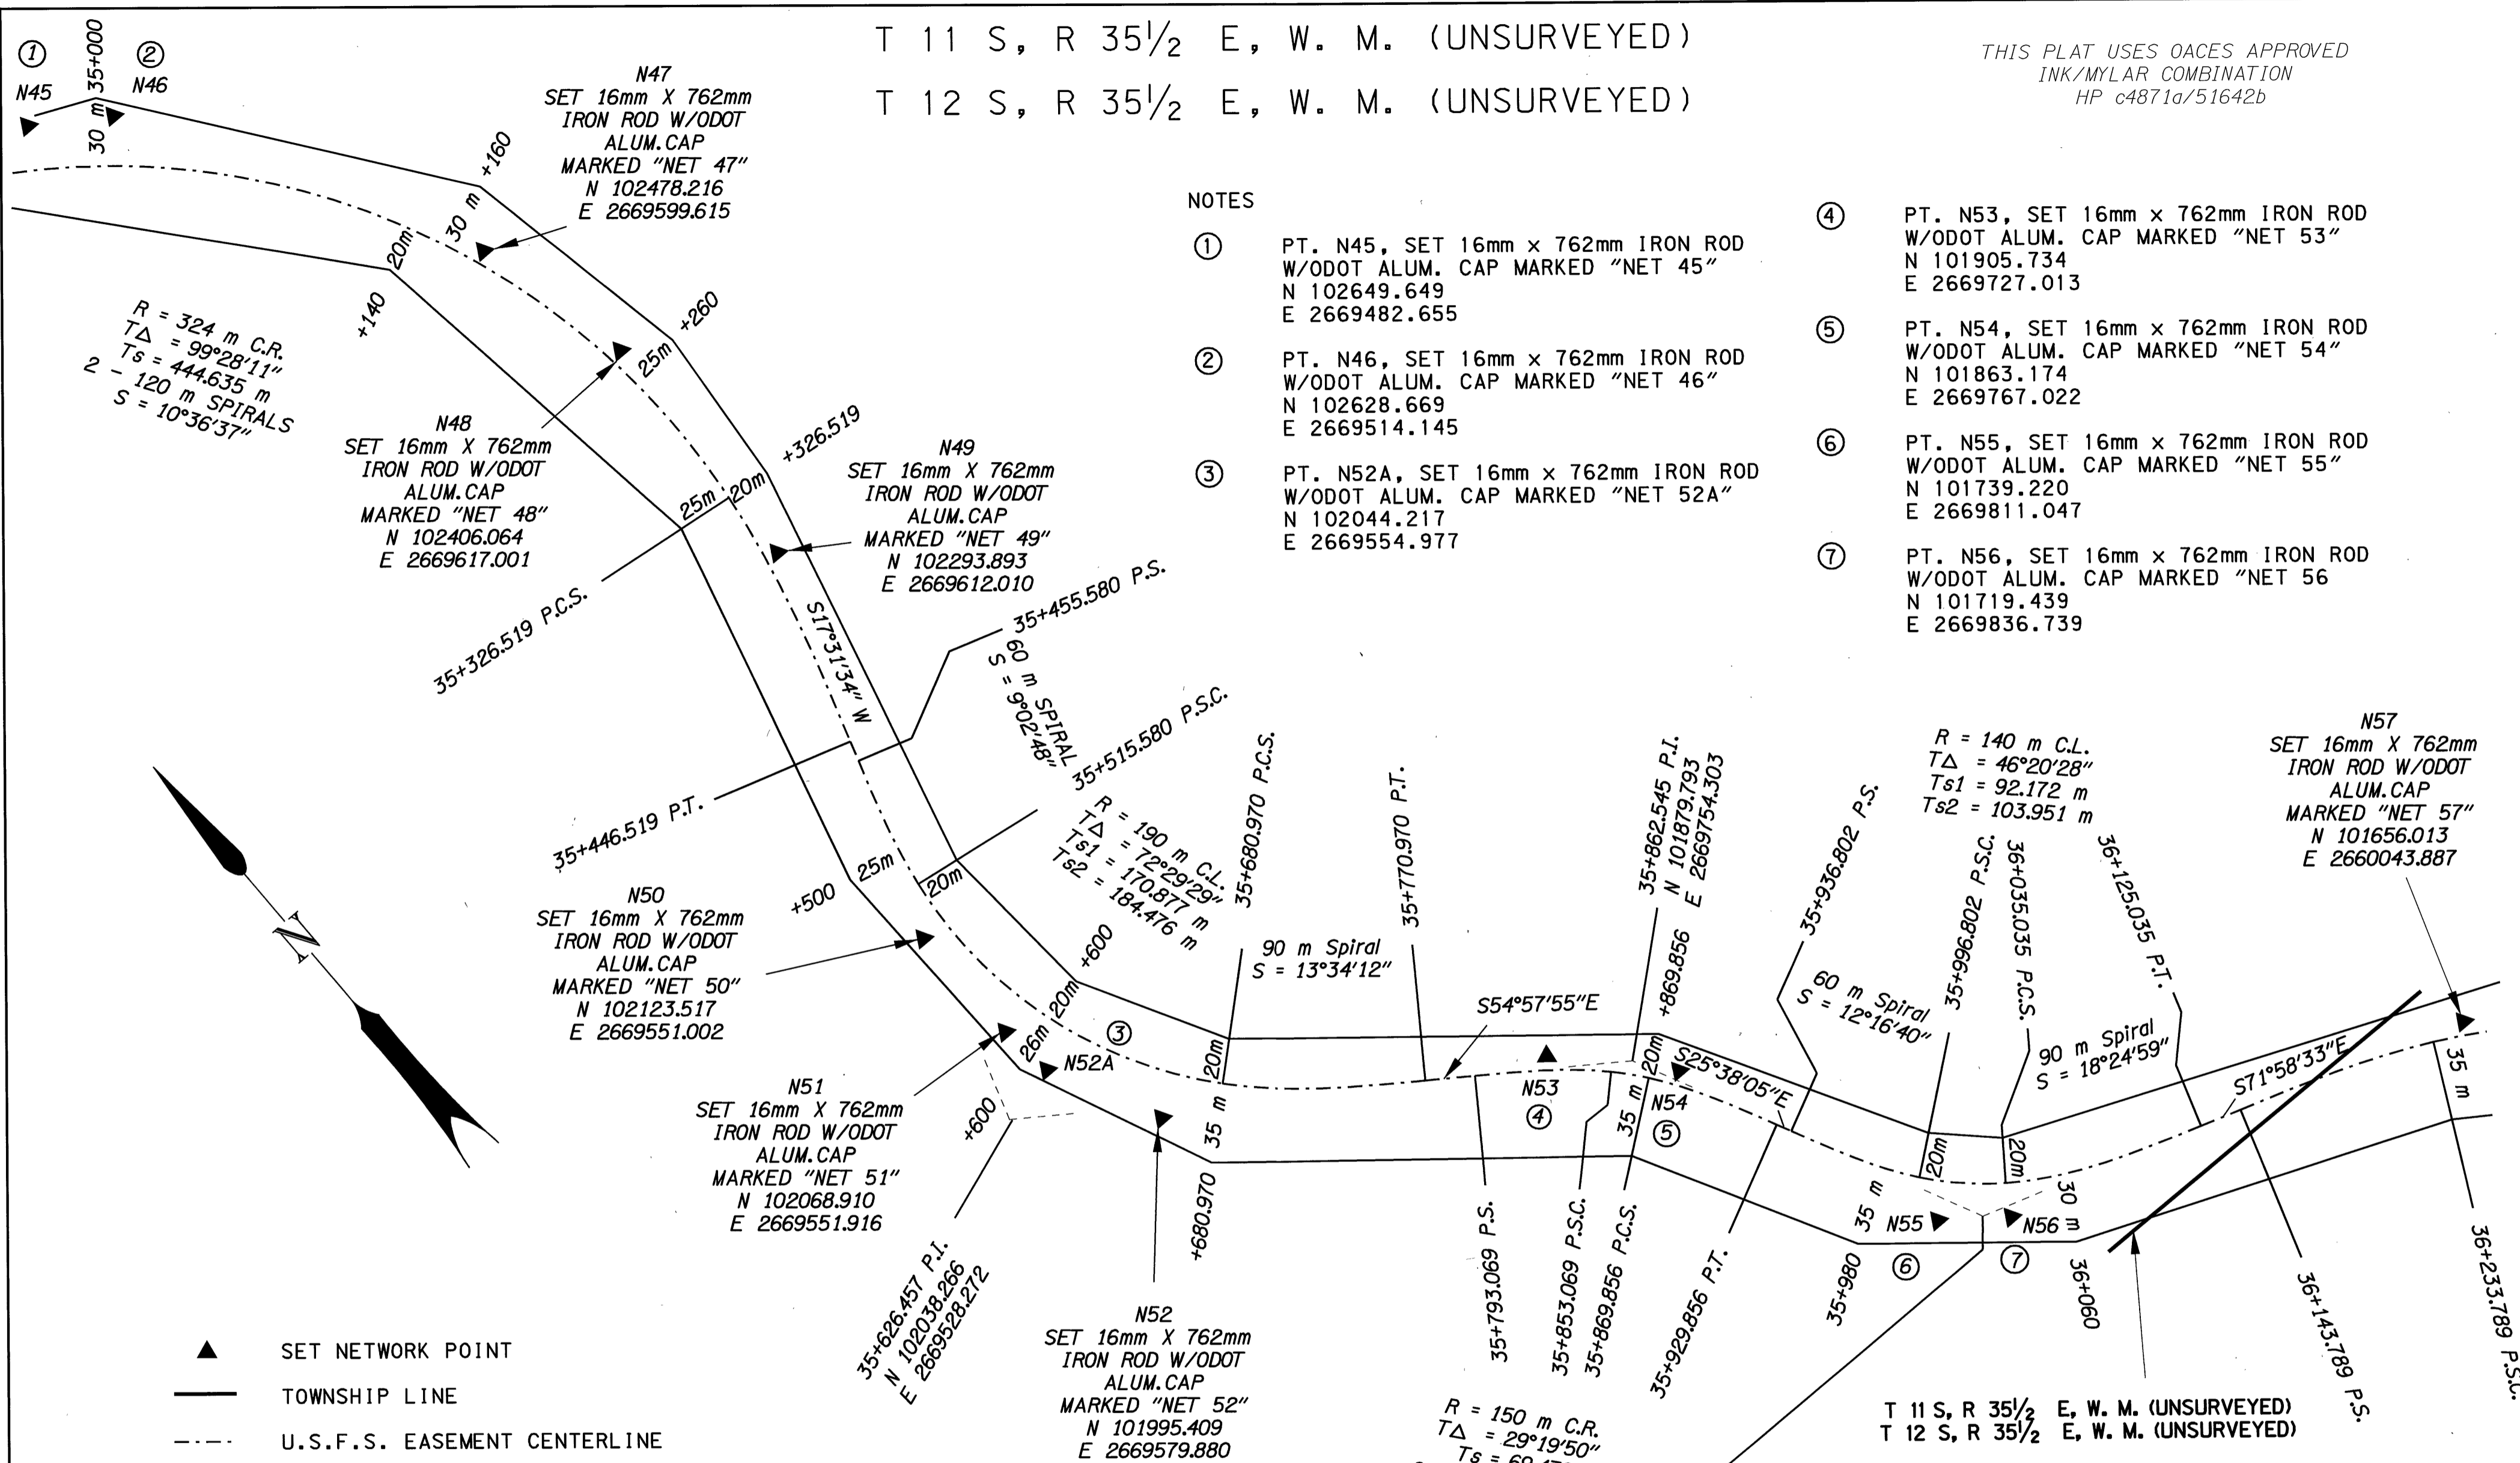 T 11 S, R 35½ E, W. M. (UNSURVEYED)
T 12 S, R 35½ E, W. M. (UNSURVEYED)
THIS PLAT USES OACES APPROVED
INK/MYLAR COMBINATION
HP c4871a/51642b
①
N45
30 m 35+000
②
N46
N47
SET 16mm X 762mm
IRON ROD W/ODOT
ALUM.CAP
MARKED "NET 47"
N 102478.216
E 2669599.615
+160
30 m
20m
+140
+260
25m
R = 324 m C.R.
T△ = 99°28'11"
Ts = 444.635 m
2 - 120 m SPIRALS
S = 10°36'37"
NOTES
①
PT. N45, SET 16mm x 762mm IRON ROD
W/ODOT ALUM. CAP MARKED "NET 45"
N 102649.649
E 2669482.655
②
PT. N46, SET 16mm x 762mm IRON ROD
W/ODOT ALUM. CAP MARKED "NET 46"
N 102628.669
E 2669514.145
③
PT. N52A, SET 16mm x 762mm IRON ROD
W/ODOT ALUM. CAP MARKED "NET 52A"
N 102044.217
E 2669554.977
④
PT. N53, SET 16mm x 762mm IRON ROD
W/ODOT ALUM. CAP MARKED "NET 53"
N 101905.734
E 2669727.013
⑤
PT. N54, SET 16mm x 762mm IRON ROD
W/ODOT ALUM. CAP MARKED "NET 54"
N 101863.174
E 2669767.022
⑥
PT. N55, SET 16mm x 762mm IRON ROD
W/ODOT ALUM. CAP MARKED "NET 55"
N 101739.220
E 2669811.047
⑦
PT. N56, SET 16mm x 762mm IRON ROD
W/ODOT ALUM. CAP MARKED "NET 56
N 101719.439
E 2669836.739
N48
SET 16mm X 762mm
IRON ROD W/ODOT
ALUM.CAP
MARKED "NET 48"
N 102406.064
E 2669617.001
+326.519
25m
20m
N49
SET 16mm X 762mm
IRON ROD W/ODOT
ALUM.CAP
MARKED "NET 49"
N 102293.893
E 2669612.010
35+326.519 P.C.S.
S17°31'34" W
35+455.580 P.S.
60 m SPIRAL
S = 9°02'48"
35+446.519 P.T.
35+515.580 P.S.C.
R = 190 m C.L.
T△ = 72°29'29"
Ts1 = 170.877 m
Ts2 = 184.476 m
+500
25m
20m
N50
SET 16mm X 762mm
IRON ROD W/ODOT
ALUM.CAP
MARKED "NET 50"
N 102123.517
E 2669551.002
N
+600
20m
26m
③
N52A
+600
N51
SET 16mm X 762mm
IRON ROD W/ODOT
ALUM.CAP
MARKED "NET 51"
N 102068.910
E 2669551.916
35+626.457 P.I.
N 102038.266
E 2669528.272
N52
SET 16mm X 762mm
IRON ROD W/ODOT
ALUM.CAP
MARKED "NET 52"
N 101995.409
E 2669579.880
35+680.970 P.C.S.
90 m Spiral
S = 13°34'12"
20m
35 m
+680.970
35+770.970 P.T.
S54°57'55"E
N53
④
35+862.545 P.I.
N 101879.793
E 2669754.303
+869.856
20m
35 m
S25°38'05"E
N54
⑤
35+793.069 P.S.
35+853.069 P.S.C.
35+869.856 P.C.S.
35+929.856 P.T.
R = 150 m C.R.
T△ = 29°19'50"
35+936.802 P.S.
60 m Spiral
S = 12°16'40"
R = 140 m C.L.
T△ = 46°20'28"
Ts1 = 92.172 m
Ts2 = 103.951 m
35+996.802 P.S.C.
36+035.035 P.C.S.
36+125.035 P.T.
90 m Spiral
S = 18°24'59"
20m
20m
35 m
30 m
N55
⑥
N56
⑦
35+980
36+060
S71°58'33"E
N57
SET 16mm X 762mm
IRON ROD W/ODOT
ALUM.CAP
MARKED "NET 57"
N 101656.013
E 2660043.887
35 m
36+143.789 P.S.
36+233.789 P.S.C.
T 11 S, R 35½ E, W. M. (UNSURVEYED)
T 12 S, R 35½ E, W. M. (UNSURVEYED)
SET NETWORK POINT
TOWNSHIP LINE
U.S.F.S. EASEMENT CENTERLINE